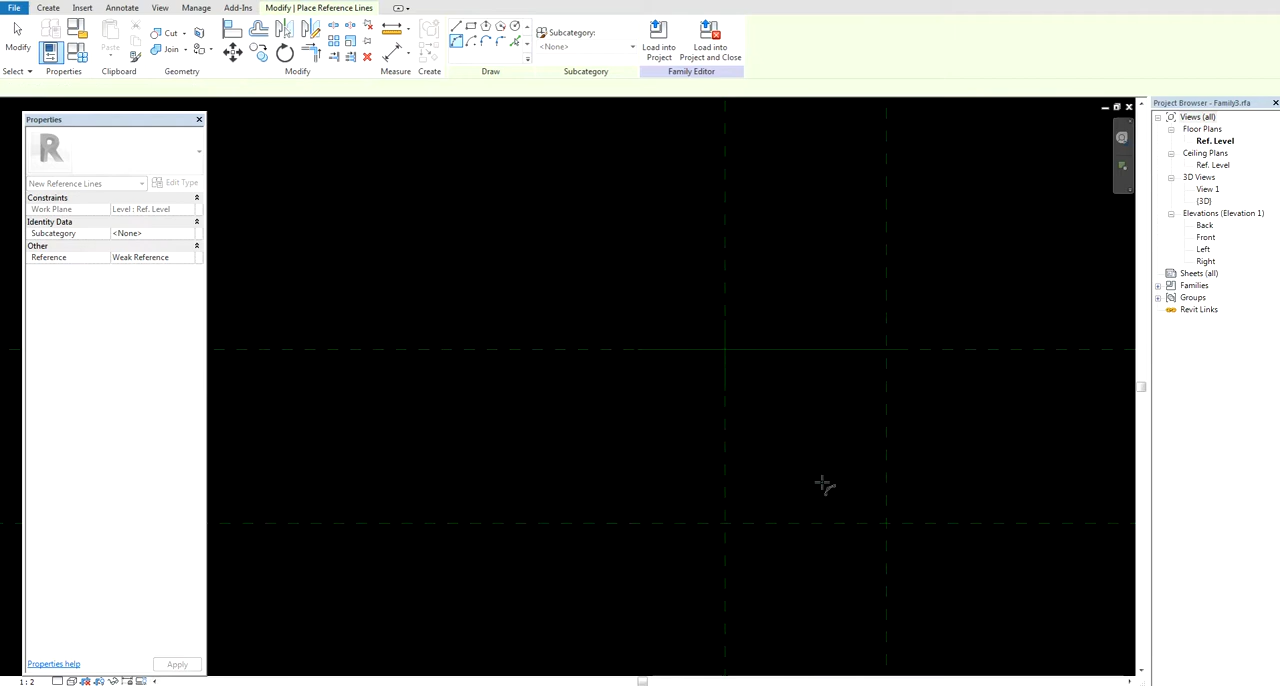 File Create Insert Annotate View Manage Add-Ins Modify | Place Reference Lines
Modify
Select
Properties
Paste
Clipboard
Cut
Join
Geometry
Modify
Measure
Create
Draw
Subcategory:
<None>
Subcategory
Load into
Project
Load into
Project and Close
Family Editor
Properties
R
New Reference Lines
Edit Type
Constraints
Work Plane Level : Ref. Level
Identity Data
Subcategory <None>
Other
Reference Weak Reference
Properties help
Apply
1 : 2
Project Browser - Family3.rfa
Views (all)
Floor Plans
Ref. Level
Ceiling Plans
Ref. Level
3D Views
View 1
{3D}
Elevations (Elevation 1)
Back
Front
Left
Right
Sheets (all)
Families
Groups
Revit Links